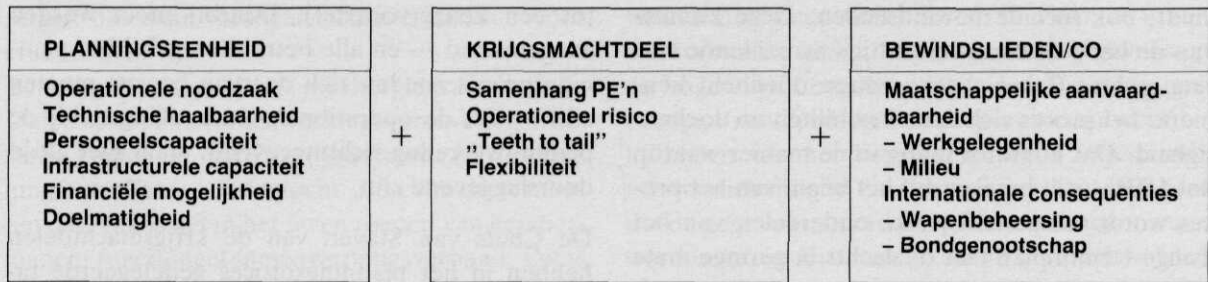 PLANNINGSEENHEID
Operationele noodzaak
Technische haalbaarheid
Personeelscapaciteit
Infrastructurele capaciteit
Financiële mogelijkheid
Doelmatigheid
+
KRIJGSMACHTDEEL
Samenhang PE'n
Operationeel risico
„Teeth to tail”
Flexibiliteit
+
BEWINDSLIEDEN/CO
Maatschappelijke aanvaard-
baarheid
– Werkgelegenheid
– Milieu
Internationale consequenties
– Wapenbeheersing
– Bondgenootschap